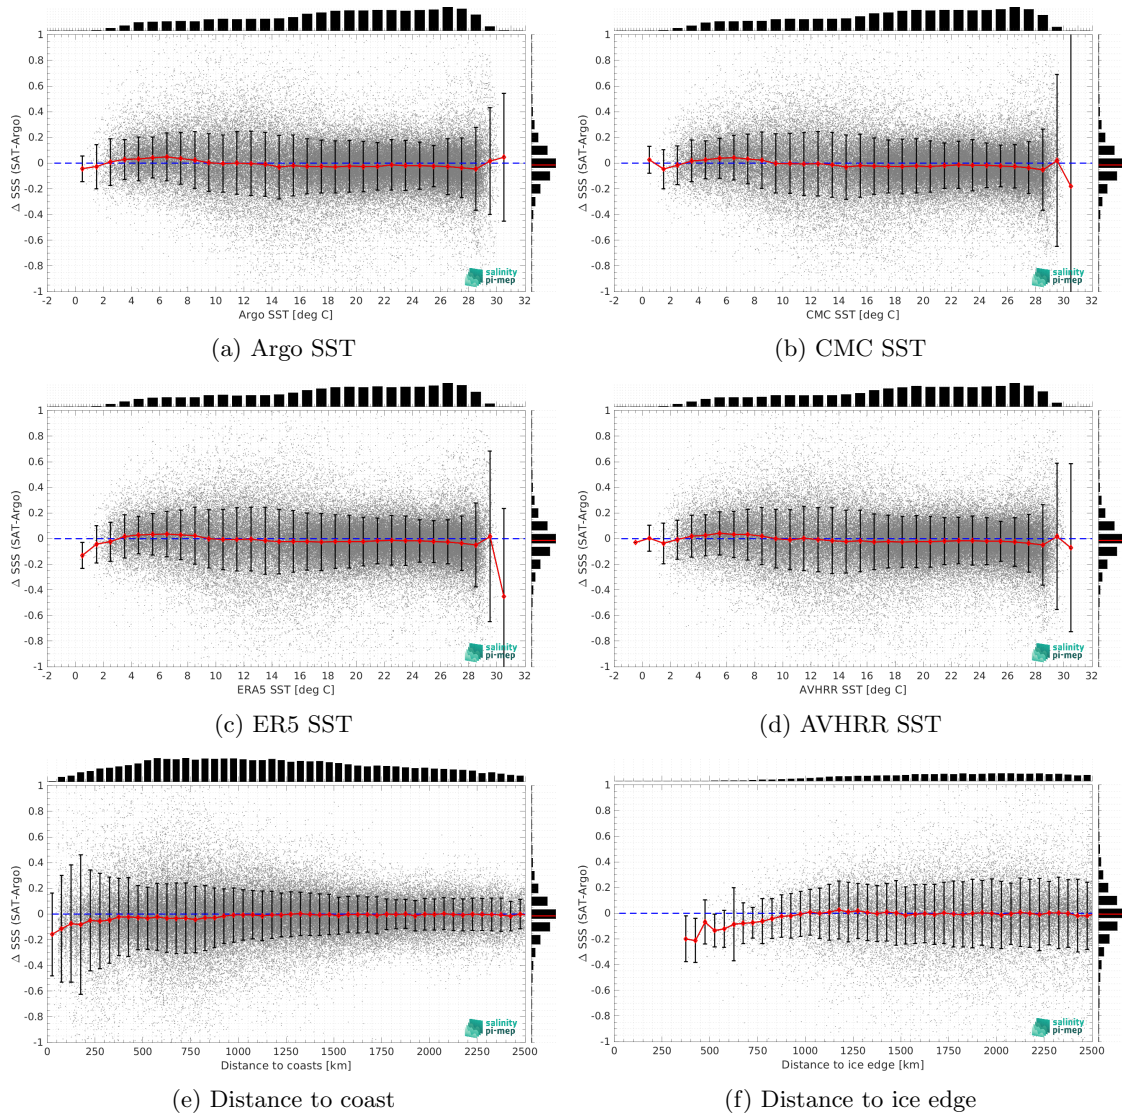 1
0.8
0.6
0.4
0.2
0
-0.2
-0.4
-0.6
-0.8
-1
Δ SSS (SAT-Argo)
salinity
pi-mep
-2 0 2 4 6 8 10 12 14 16 18 20 22 24 26 28 30 32
Argo SST [deg C]
(a) Argo SST
1
0.8
0.6
0.4
0.2
0
-0.2
-0.4
-0.6
-0.8
-1
Δ SSS (SAT-Argo)
salinity
pi-mep
-2 0 2 4 6 8 10 12 14 16 18 20 22 24 26 28 30 32
CMC SST [deg C]
(b) CMC SST
1
0.8
0.6
0.4
0.2
0
-0.2
-0.4
-0.6
-0.8
-1
Δ SSS (SAT-Argo)
salinity
pi-mep
-2 0 2 4 6 8 10 12 14 16 18 20 22 24 26 28 30 32
ERA5 SST [deg C]
(c) ER5 SST
1
0.8
0.6
0.4
0.2
0
-0.2
-0.4
-0.6
-0.8
-1
Δ SSS (SAT-Argo)
salinity
pi-mep
-2 0 2 4 6 8 10 12 14 16 18 20 22 24 26 28 30 32
AVHRR SST [deg C]
(d) AVHRR SST
1
0.8
0.6
0.4
0.2
0
-0.2
-0.4
-0.6
-0.8
-1
Δ SSS (SAT-Argo)
salinity
pi-mep
0 250 500 750 1000 1250 1500 1750 2000 2250 2500
Distance to coasts [km]
(e) Distance to coast
1
0.8
0.6
0.4
0.2
0
-0.2
-0.4
-0.6
-0.8
-1
Δ SSS (SAT-Argo)
salinity
pi-mep
0 250 500 750 1000 1250 1500 1750 2000 2250 2500
Distance to ice edge [km]
(f) Distance to ice edge